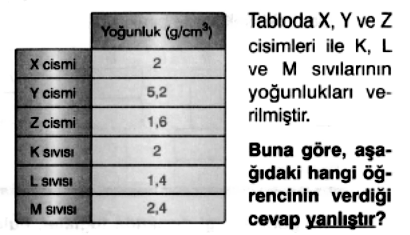 Yoğunluk (g/cm³)
X cismi 2
Y cismi 5,2
Z cismi 1,6
K sıvısı 2
L sıvısı 1,4
M sıvısı 2,4
Tabloda X, Y ve Z
cisimleri ile K, L
ve M sıvılarının
yoğunlukları ve-
rilmiştir.
Buna göre, aşa-
ğıdaki hangi öğ-
rencinin verdiği
cevap yanlıştır?